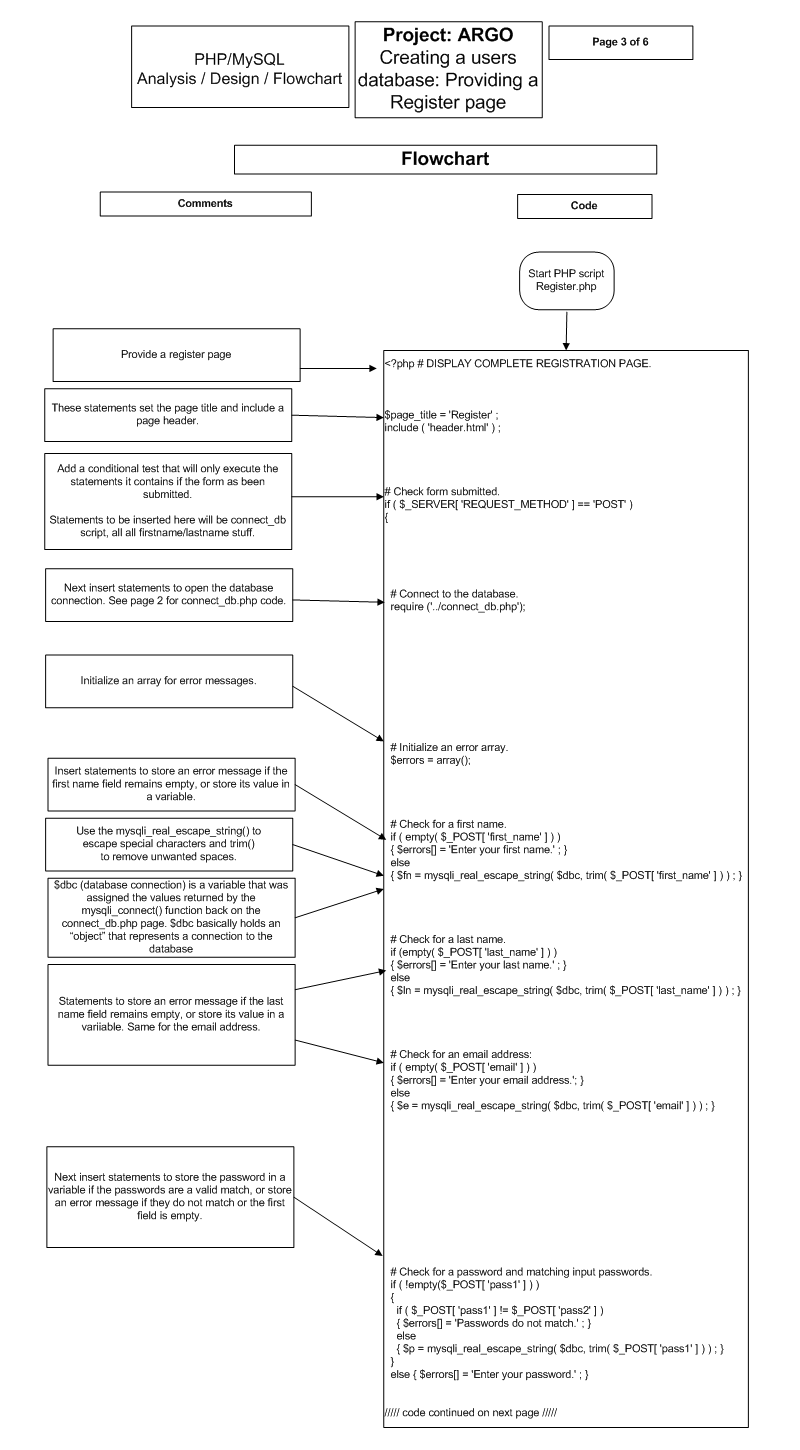 PHP/MySQL
Analysis / Design / Flowchart
Project: ARGO
Creating a users
database: Providing a
Register page
Page 3 of 6
Flowchart
Comments
Code
Start PHP script
Register.php
Provide a register page
<?php # DISPLAY COMPLETE REGISTRATION PAGE.
These statements set the page title and include a
page header.
$page_title = 'Register' ;
include ( 'header.html' ) ;
Add a conditional test that will only execute the
statements it contains if the form as been
submitted.
Statements to be inserted here will be connect_db
script, all all firstname/lastname stuff.
# Check form submitted.
if ( $_SERVER[ 'REQUEST_METHOD' ] == 'POST' )
{
Next insert statements to open the database
connection. See page 2 for connect_db.php code.
# Connect to the database.
require ('../connect_db.php');
Initialize an array for error messages.
# Initialize an error array.
$errors = array();
Insert statements to store an error message if the
first name field remains empty, or store its value in
a variable.
Use the mysqli_real_escape_string() to
escape special characters and trim()
to remove unwanted spaces.
$dbc (database connection) is a variable that was
assigned the values returned by the
mysqli_connect() function back on the
connect_db.php page. $dbc basically holds an
“object” that represents a connection to the
database
# Check for a first name.
if ( empty( $_POST[ 'first_name' ] ) )
{ $errors[] = 'Enter your first name.' ; }
else
{ $fn = mysqli_real_escape_string( $dbc, trim( $_POST[ 'first_name' ] ) ) ; }
Statements to store an error message if the last
name field remains empty, or store its value in a
variiable. Same for the email address.
# Check for a last name.
if (empty( $_POST[ 'last_name' ] ) )
{ $errors[] = 'Enter your last name.' ; }
else
{ $ln = mysqli_real_escape_string( $dbc, trim( $_POST[ 'last_name' ] ) ) ; }
# Check for an email address:
if ( empty( $_POST[ 'email' ] ) )
{ $errors[] = 'Enter your email address.'; }
else
{ $e = mysqli_real_escape_string( $dbc, trim( $_POST[ 'email' ] ) ) ; }
Next insert statements to store the password in a
variable if the passwords are a valid match, or store
an error message if they do not match or the first
field is empty.
# Check for a password and matching input passwords.
if ( !empty($_POST[ 'pass1' ] ) )
{
if ( $_POST[ 'pass1' ] != $_POST[ 'pass2' ] )
{ $errors[] = 'Passwords do not match.' ; }
else
{ $p = mysqli_real_escape_string( $dbc, trim( $_POST[ 'pass1' ] ) ) ; }
}
else { $errors[] = 'Enter your password.' ; }
///// code continued on next page /////